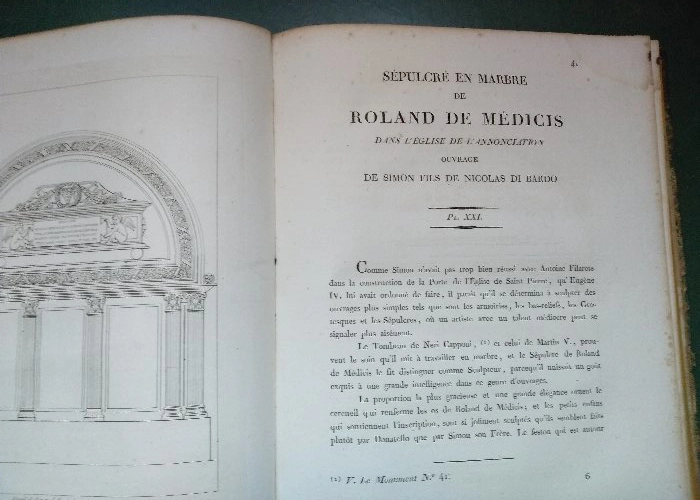 41
SÉPULCRE EN MARBRE
DE
ROLAND DE MÉDICIS
DANS L'ÉGLISE DE L'ANNONCIATION
OUVRAGE
DE SIMON FILS DE NICOLAS DI BARDO
PL. XXI.
Comme Simon n'avait pas trop bien réussi avec Antoine Filarete
dans la construction de la Porte de l'Eglise de Saint Pierre, qu'Eugène
IV. lui avait ordonné de faire, il parait qu'il se détermina à sculpter des
ouvrages plus simples tels que sont les armoiries, les bas-reliefs, les Gro-
tesques et les Sépulcres, où un artiste avec un talent médiocre peut se
signaler plus aisément.
Le Tombeau de Neri Capponi, (1) et celui de Martin V., prou-
vent le soin qu'il mit à travailler en marbre, et le Sépulcre de Roland
de Médicis le fit distinguer comme Sculpteur, parcequ'il unissait un goût
exquis à une grande intelligence dans ce genre d'ouvrages.
La proportion la plus gracieuse et une grande élégance ornent le
cercueil qui renferme les os de Roland de Médicis; et les petits enfans
qui soutiennent l'inscription, sont si joliment sculptés qu'ils semblent faits
plutôt par Donatello que par Simon son Frère. Le feston qui est autour
(1) V. Le Monument N.º 41.
6